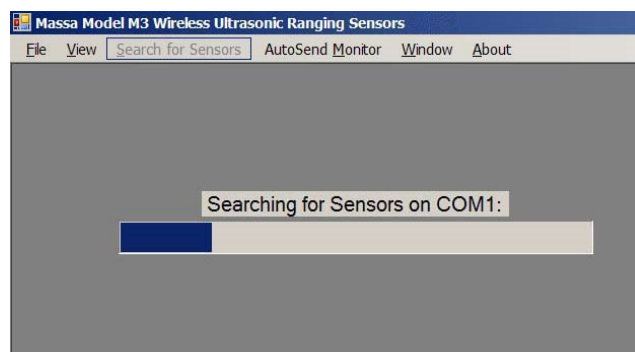 Massa Model M3 Wireless Ultrasonic Ranging Sensors
File View Search for Sensors AutoSend Monitor Window About
Searching for Sensors on COM1: